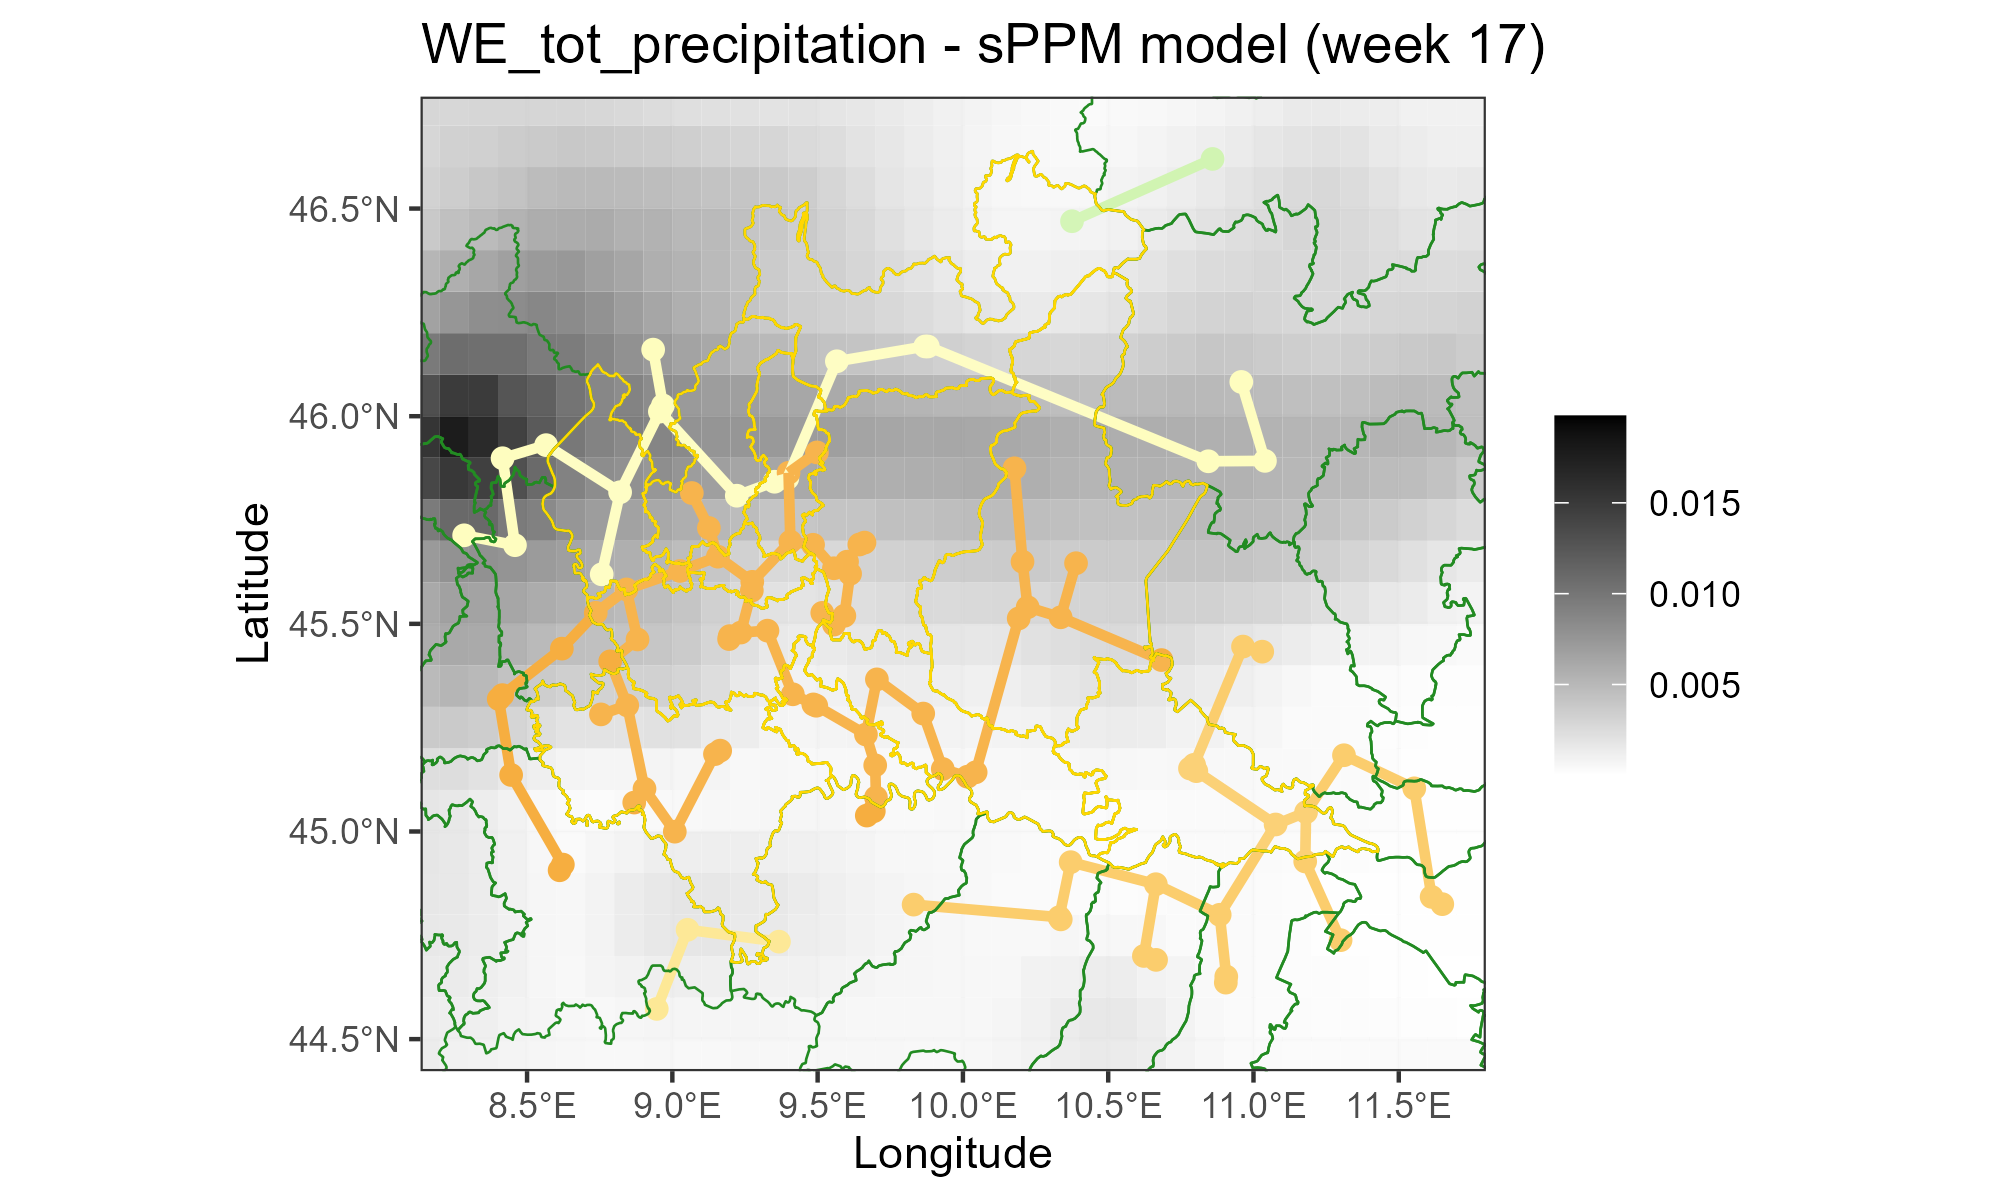 WE_tot_precipitation - sPPM model (week 17)
46.5°N
46.0°N
45.5°N
45.0°N
44.5°N
Latitude
8.5°E 9.0°E 9.5°E 10.0°E 10.5°E 11.0°E 11.5°E
Longitude
0.015
0.010
0.005